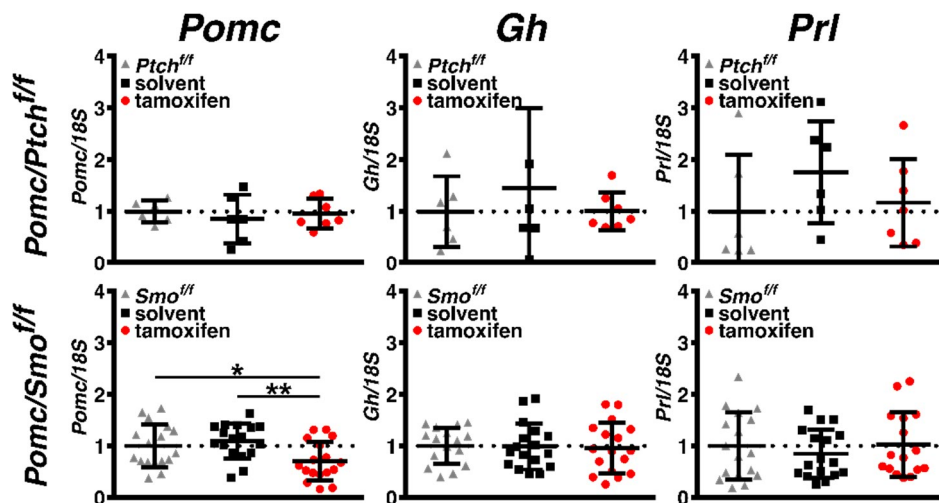 Pomc Gh Prl
Pomc/Ptch^f/f
Pomc/18S
4
3
2
1
0
Ptch^f/f
solvent
tamoxifen
Gh/18S
4
3
2
1
0
Ptch^f/f
solvent
tamoxifen
Prl/18S
4
3
2
1
0
Ptch^f/f
solvent
tamoxifen
Pomc/Smo^f/f
Pomc/18S
4
3
2
1
0
Smo^f/f
solvent
tamoxifen
*
**
Gh/18S
4
3
2
1
0
Smo^f/f
solvent
tamoxifen
Prl/18S
4
3
2
1
0
Smo^f/f
solvent
tamoxifen